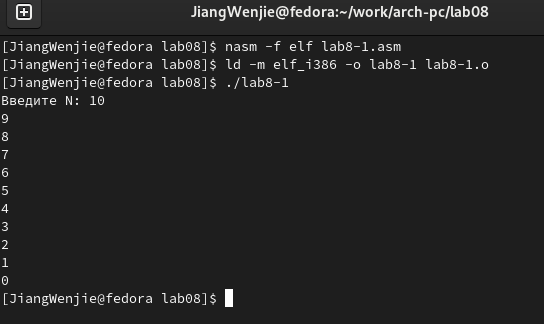 JiangWenjie@fedora:~/work/arch-pc/lab08
[JiangWenjie@fedora lab08]$ nasm -f elf lab8-1.asm
[JiangWenjie@fedora lab08]$ ld -m elf_i386 -o lab8-1 lab8-1.o
[JiangWenjie@fedora lab08]$ ./lab8-1
Введите N: 10
9
8
7
6
5
4
3
2
1
0
[JiangWenjie@fedora lab08]$